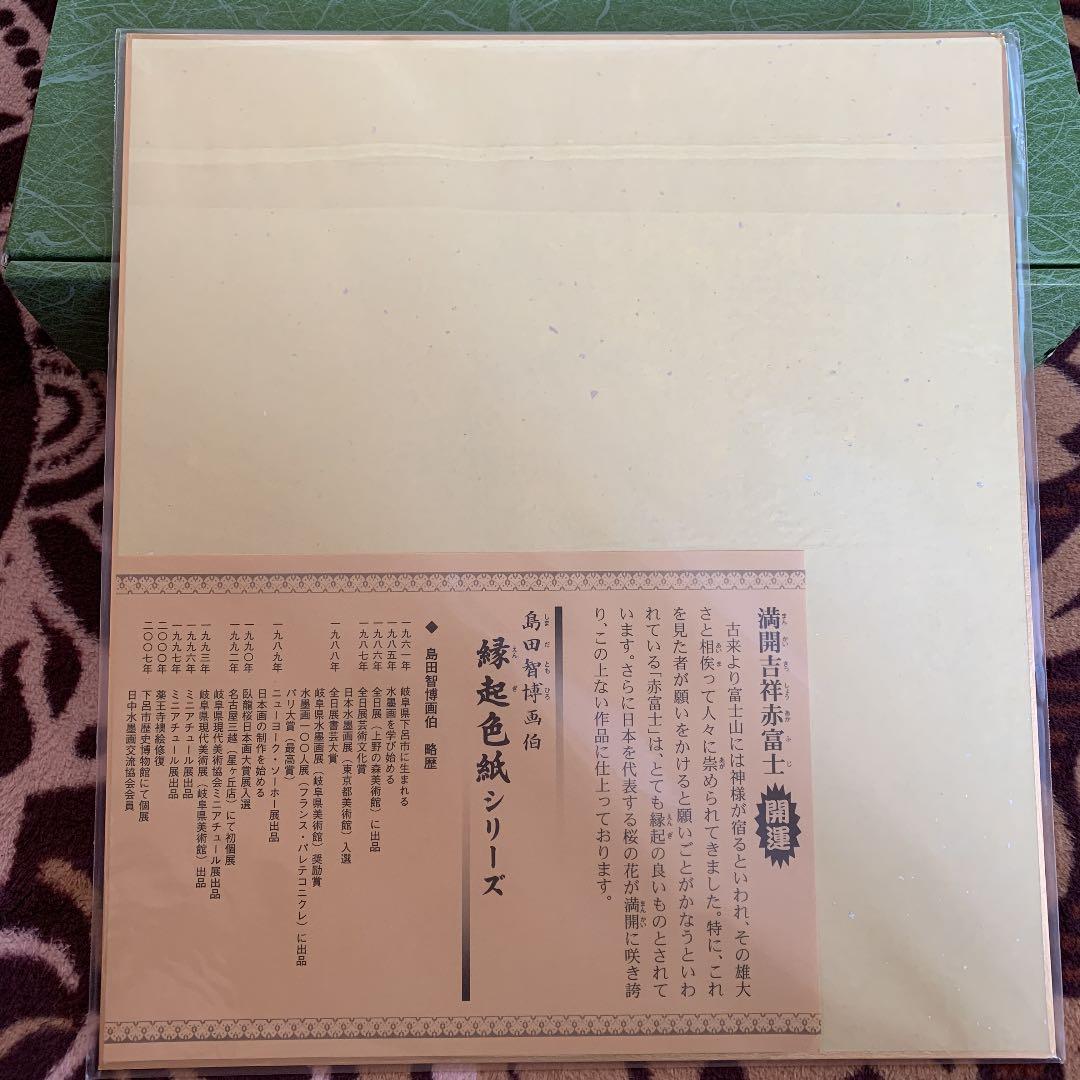 満開吉祥赤富士 開運
古来より富士山には神様が宿るといわれ、その雄大
さと相俟って人々に崇められてきました。特に、これ
を見た者が願いをかけると願いごとがかなうといわ
れている「赤富士」は、とても縁起の良いものとされて
います。さらに日本を代表する桜の花が満開に咲き誇
り、この上ない作品に仕上っております。
島田智博画伯
縁起色紙シリーズ
◆ 島田智博画伯 略歴
一九六一年 岐阜県下呂市に生まれる
一九八五年 水墨画を学び始める
一九八六年 全日展（上野の森美術館）に出品
一九八七年 全日展芸術文化賞
日本水墨画展（東京都美術館）入選
一九八八年 全日展書芸大賞
岐阜県水墨画展（岐阜県美術館）奨励賞
水墨画一〇〇人展（フランス・パレテコニクレ）に出品
パリ大賞（最高賞）
一九八九年 ニューヨーク・ソーホー展出品
日本画の制作を始める
一九九〇年 臥龍桜日本画大賞展入選
一九九二年 名古屋三越（星ヶ丘店）にて初個展
岐阜県現代美術協会ミニアチュール展出品
一九九三年 岐阜県現代美術展（岐阜県美術館）出品
一九九六年 ミニアチュール展出品
一九九七年 ミニアチュール展出品
二〇〇〇年 薬王寺襖絵修復
二〇〇七年 下呂市歴史博物館にて個展
日中水墨画交流協会会員